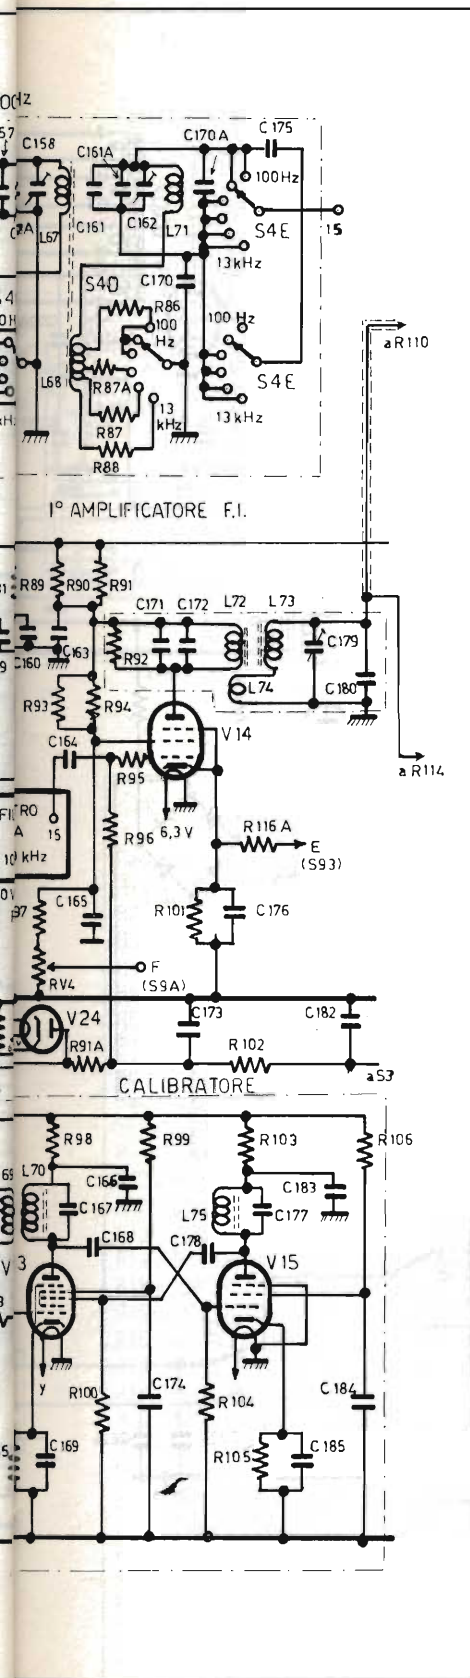 C158
C161A
C170A
C175
100Hz
C161
C162
L67
L71
S4E
15
13kHz
C170
S4D
R86
100
Hz
100 Hz
aR110
L68
R87A
S4E
13
kHz
13kHz
R87
R88
1° AMPLIFICATORE F.I.
R89
R90
R91
C171
C172
L72
L73
R92
C179
C160
C163
L74
C180
R93
R94
V14
C164
R95
aR114
15
R96
6,3 V
R116A
E
(S93)
10 kHz
C165
R101
C176
F
(S9A)
RV4
V24
C173
C182
R91A
R102
aS3
CALIBRATORE
R98
R99
R103
R106
L70
C166
C183
C167
L75
C177
C168
C178
V15
y
R100
C174
R104
C184
C169
R105
C185